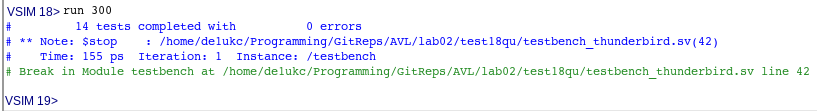 VSIM 18> run 300
#          14 tests completed with          0 errors
# ** Note: $stop    : /home/delukc/Programming/GitReps/AVL/lab02/test18qu/testbench_thunderbird.sv(42)
#    Time: 155 ps  Iteration: 1  Instance: /testbench
# Break in Module testbench at /home/delukc/Programming/GitReps/AVL/lab02/test18qu/testbench_thunderbird.sv line 42
VSIM 19>